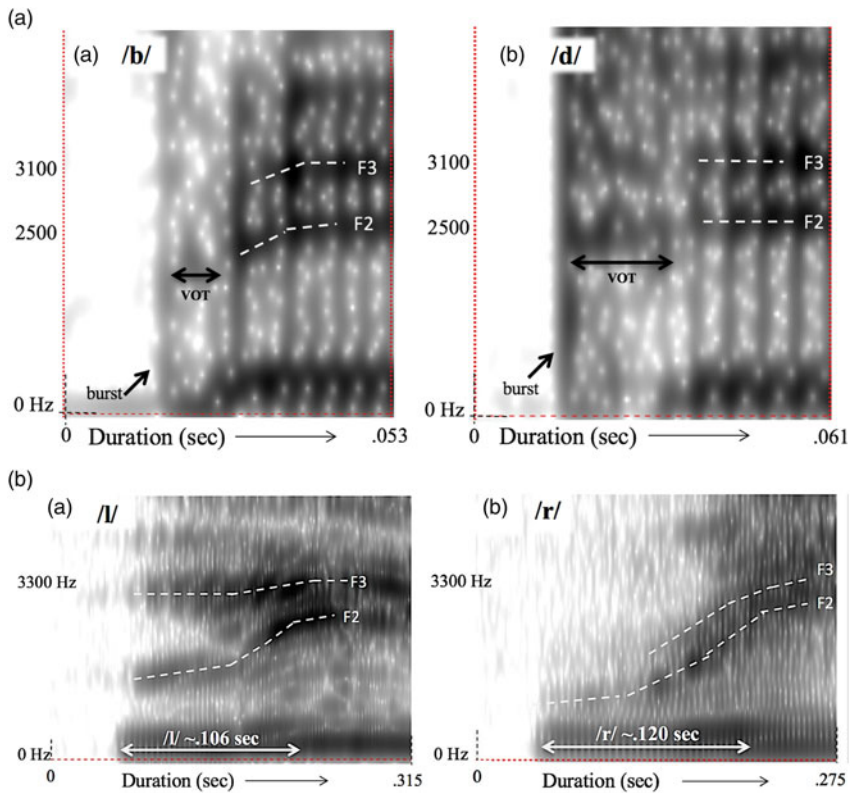 (a)
(a) /b/
3100
2500
F3
F2
VOT
burst
0 Hz
0 Duration (sec) .053
(b) /d/
3100
2500
F3
F2
VOT
burst
0 Hz
0 Duration (sec) .061
(b)
(a) /l/
3300 Hz
F3
F2
/l/ ~.106 sec
0 Hz
0 Duration (sec) .315
(b) /r/
3300 Hz
F3
F2
/r/ ~.120 sec
0 Hz
0 Duration (sec) .275